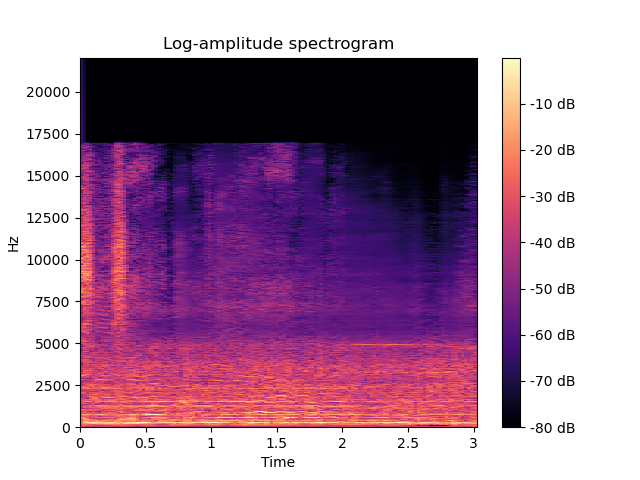 Log-amplitude spectrogram
20000
17500
15000
12500
10000
7500
5000
2500
0
Hz
0 0.5 1 1.5 2 2.5 3
Time
-10 dB
-20 dB
-30 dB
-40 dB
-50 dB
-60 dB
-70 dB
-80 dB